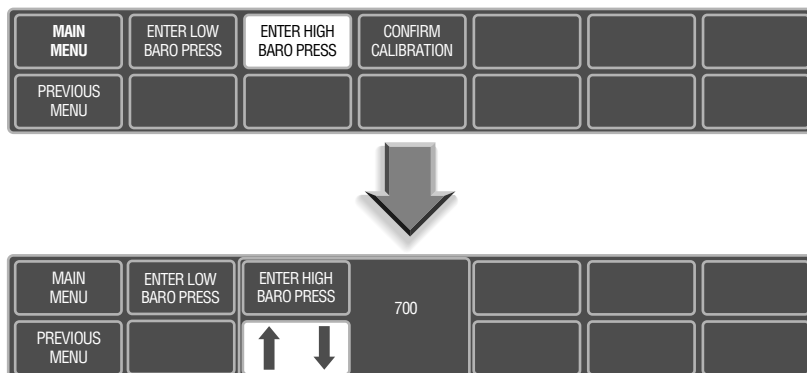 MAIN
MENU
ENTER LOW
BARO PRESS
ENTER HIGH
BARO PRESS
CONFIRM
CALIBRATION
PREVIOUS
MENU
MAIN
MENU
ENTER LOW
BARO PRESS
ENTER HIGH
BARO PRESS
700
PREVIOUS
MENU